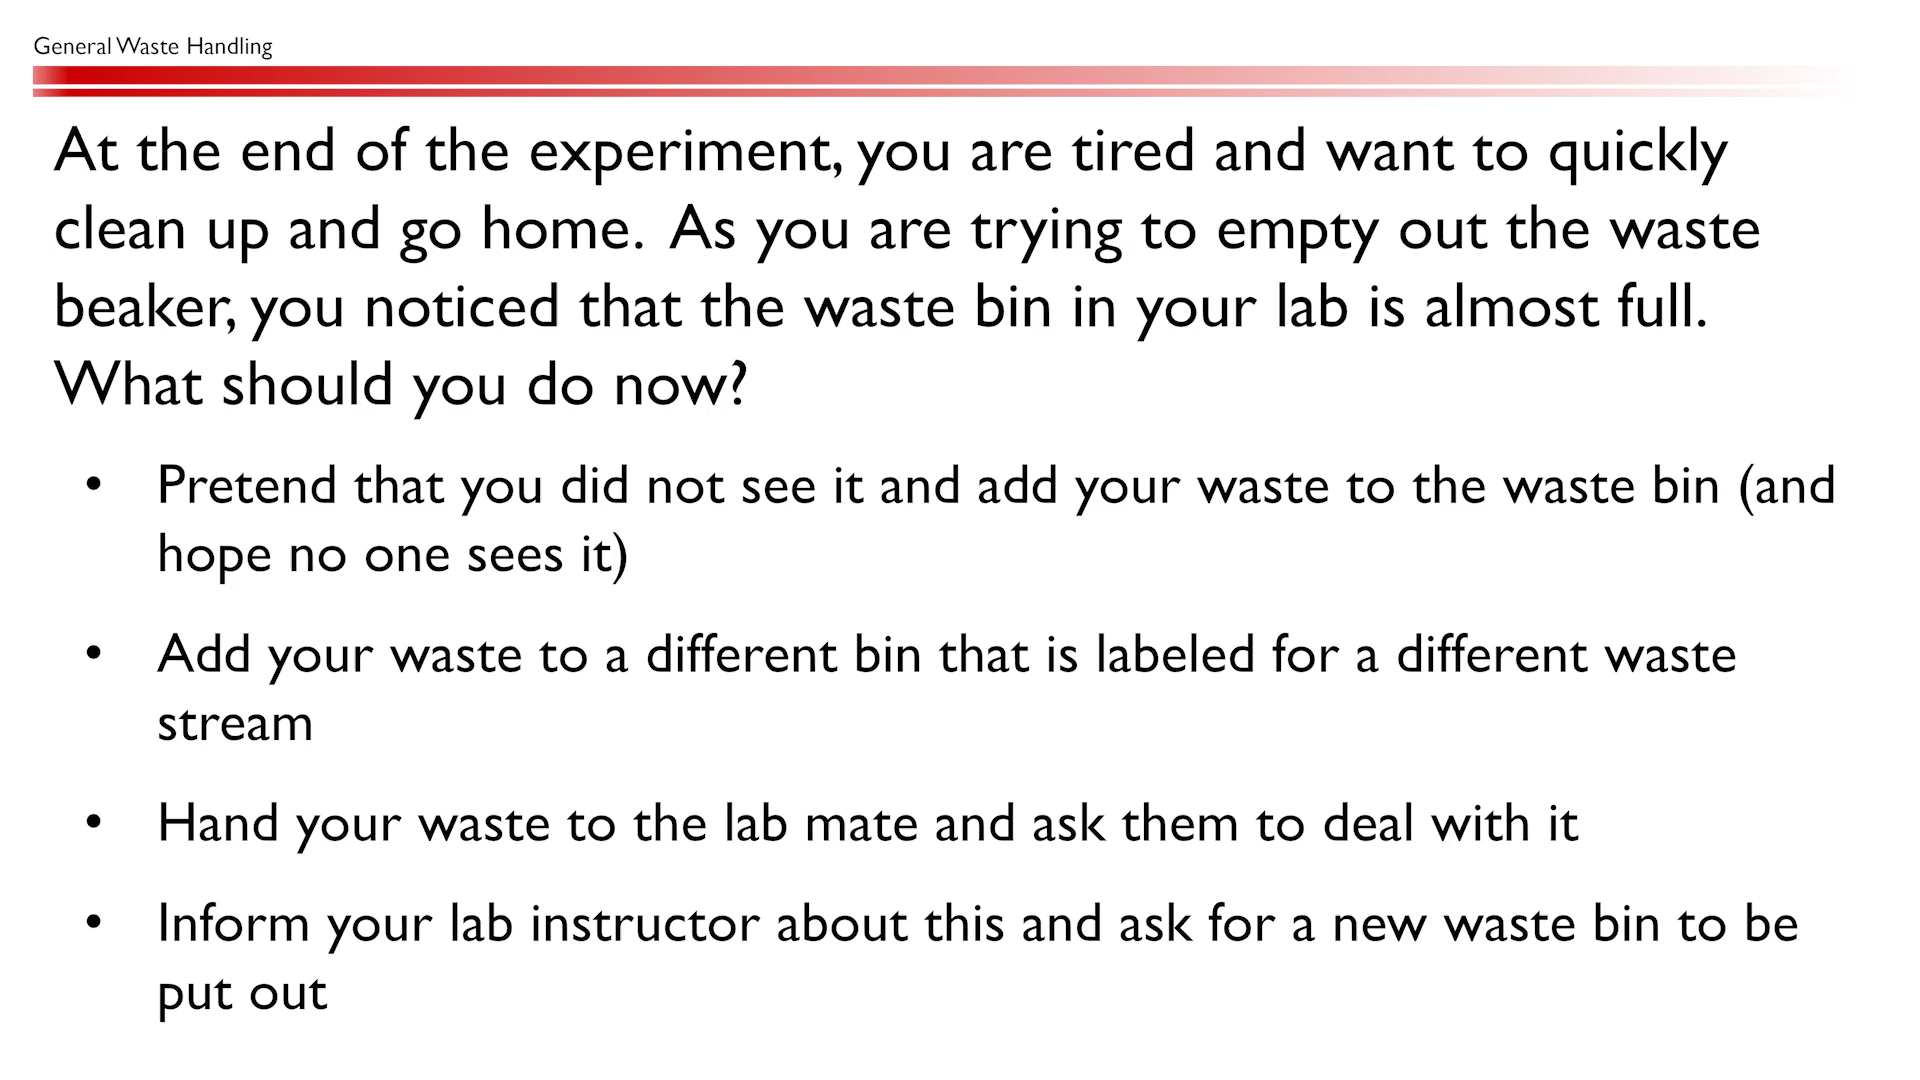 General Waste Handling
At the end of the experiment, you are tired and want to quickly
clean up and go home.  As you are trying to empty out the waste
beaker, you noticed that the waste bin in your lab is almost full.
What should you do now?
• Pretend that you did not see it and add your waste to the waste bin (and
hope no one sees it)
• Add your waste to a different bin that is labeled for a different waste
stream
• Hand your waste to the lab mate and ask them to deal with it
• Inform your lab instructor about this and ask for a new waste bin to be
put out